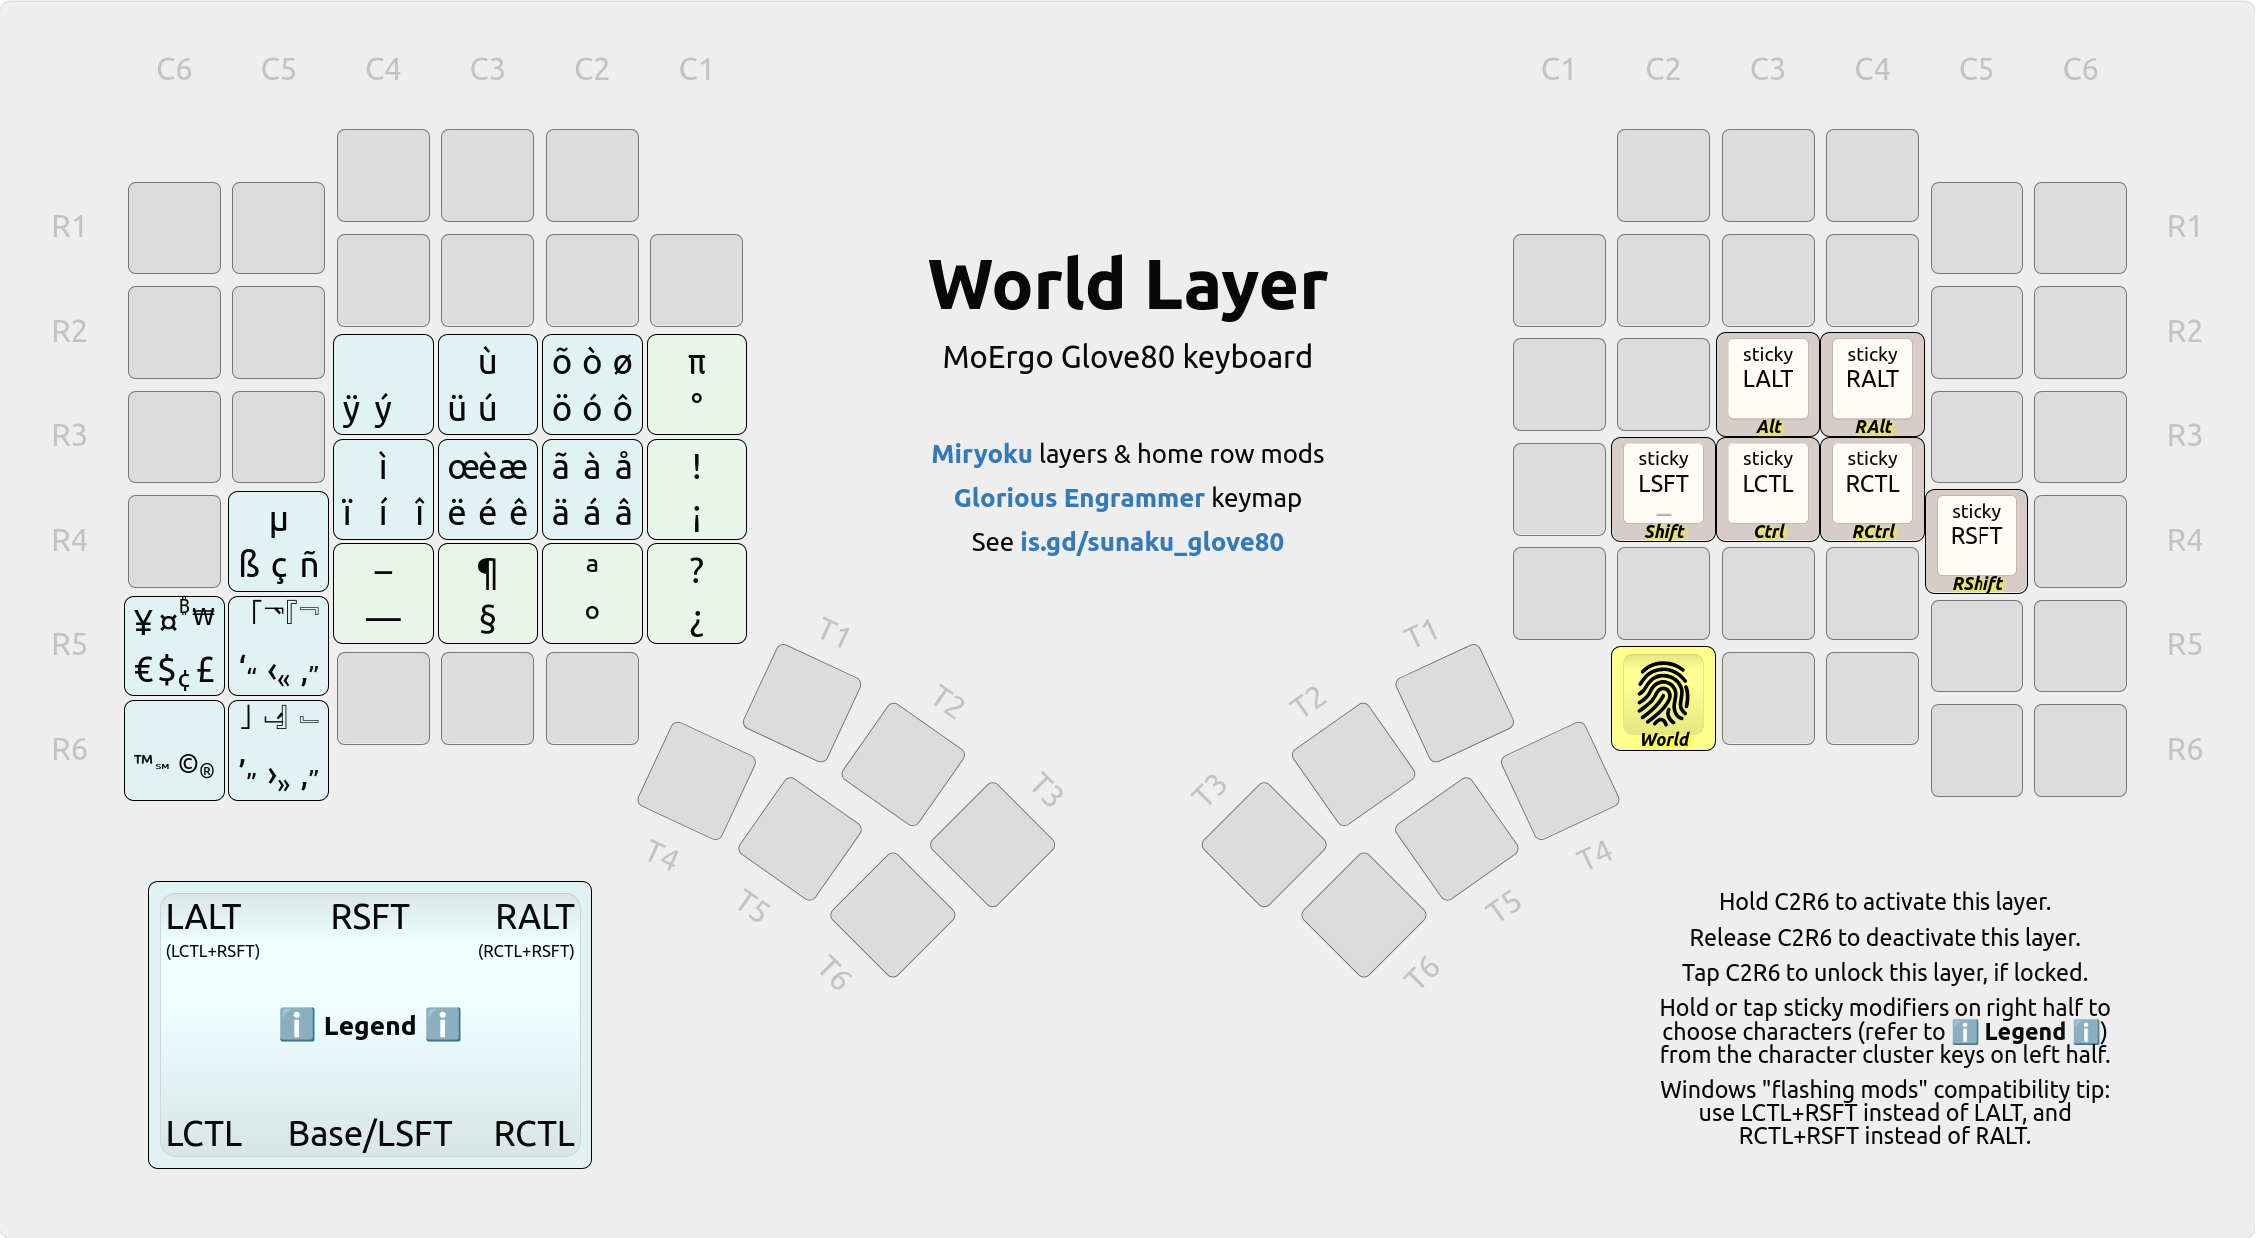 C6 C5 C4 C3 C2 C1
C1 C2 C3 C4 C5 C6
R1 R1
R2 R2
R3 R3
R4 R4
R5 R5
R6 R6
World Layer
MoErgo Glove80 keyboard
Miryoku layers & home row mods
Glorious Engrammer keymap
See is.gd/sunaku_glove80
ÿ ý
ù
ü ú
õ ò ø
ö ó ô
π
°
ì
ï í î
œ è æ
ë é ê
ã à å
ä á â
!
¡
µ
ß ç ñ
–
—
¶
§
ª
º
?
¿
¥ ¤ ₿ ₩
€ $ ¢ £
「 ﹁ 『 ﹃
‘ “ ‹ « ‚ „
™ ℠ © ®
」 ﹂ 』 ﹄
’ ” › » ‚ „
sticky
LALT
Alt
sticky
RALT
RAlt
sticky
LSFT
_
Shift
sticky
LCTL
Ctrl
sticky
RCTL
RCtrl
sticky
RSFT
RShift
World
T1 T2 T3
T4 T5 T6
T1 T2 T3
T4 T5 T6
LALT RSFT RALT
(LCTL+RSFT) (RCTL+RSFT)
ℹ️ Legend ℹ️
LCTL Base/LSFT RCTL
Hold C2R6 to activate this layer.
Release C2R6 to deactivate this layer.
Tap C2R6 to unlock this layer, if locked.
Hold or tap sticky modifiers on right half to
choose characters (refer to ℹ️ Legend ℹ️)
from the character cluster keys on left half.
Windows "flashing mods" compatibility tip:
use LCTL+RSFT instead of LALT, and
RCTL+RSFT instead of RALT.